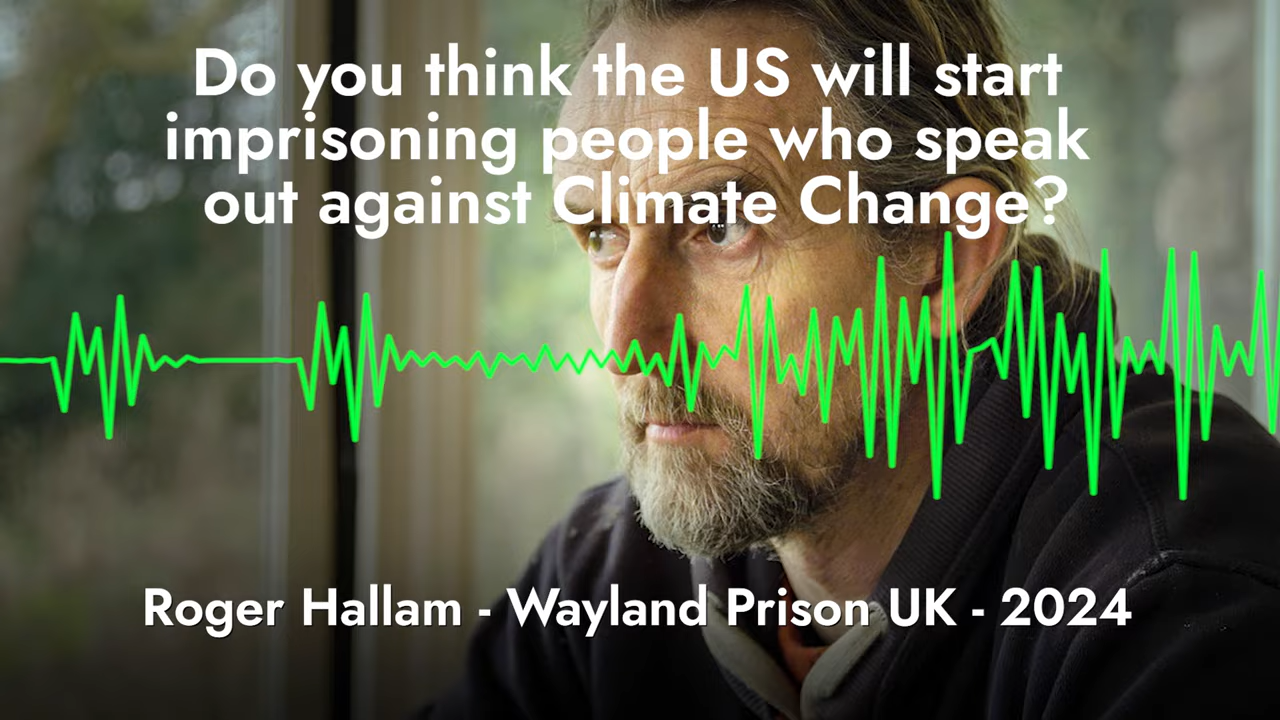 Do you think the US will start
imprisoning people who speak
out against Climate Change?
Roger Hallam - Wayland Prison UK - 2024